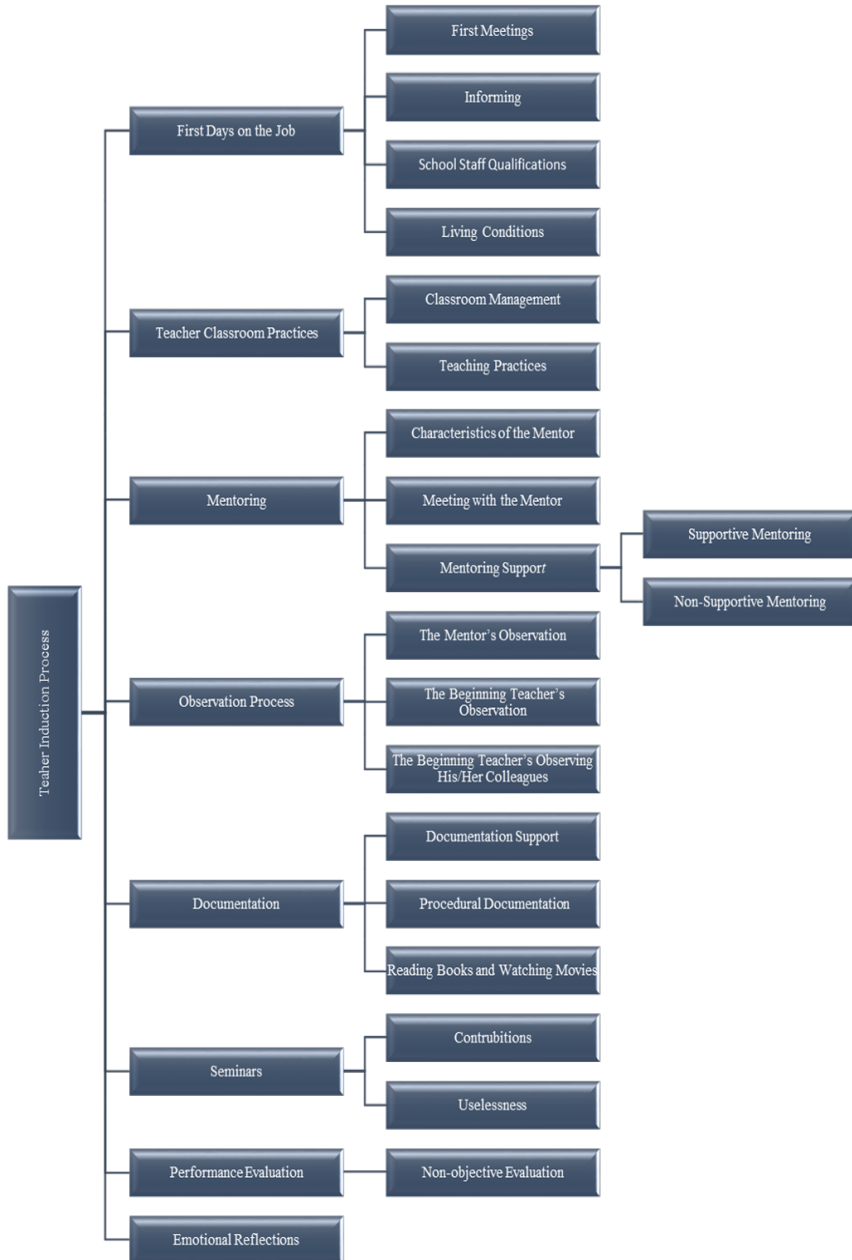 Teaher Induction Process
First Days on the Job
First Meetings
Informing
School Staff Qualifications
Living Conditions
Teacher Classroom Practices
Classroom Management
Teaching Practices
Mentoring
Characteristics of the Mentor
Meeting with the Mentor
Mentoring Support
Supportive Mentoring
Non-Supportive Mentoring
Observation Process
The Mentor's Observation
The Beginning Teacher's
Observation
The Beginning Teacher's Observing
His/Her Colleagues
Documentation
Documentation Support
Procedural Documentation
Reading Books and Watching Movies
Seminars
Contrubitions
Uselessness
Performance Evaluation
Non-objective Evaluation
Emotional Reflections